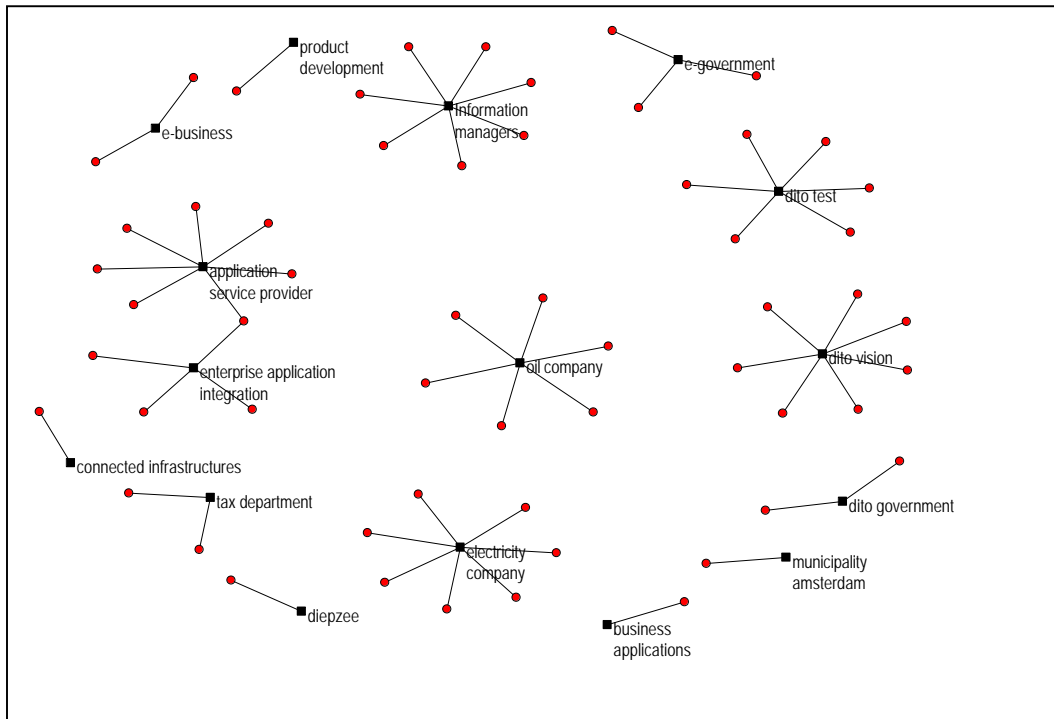 product
development
e-government
information
managers
e-business
dito test
application
service provider
dito vision
oil company
enterprise application
integration
connected infrastructures
tax department
dito government
electricity
company
municipality
amsterdam
diepzee
business
applications